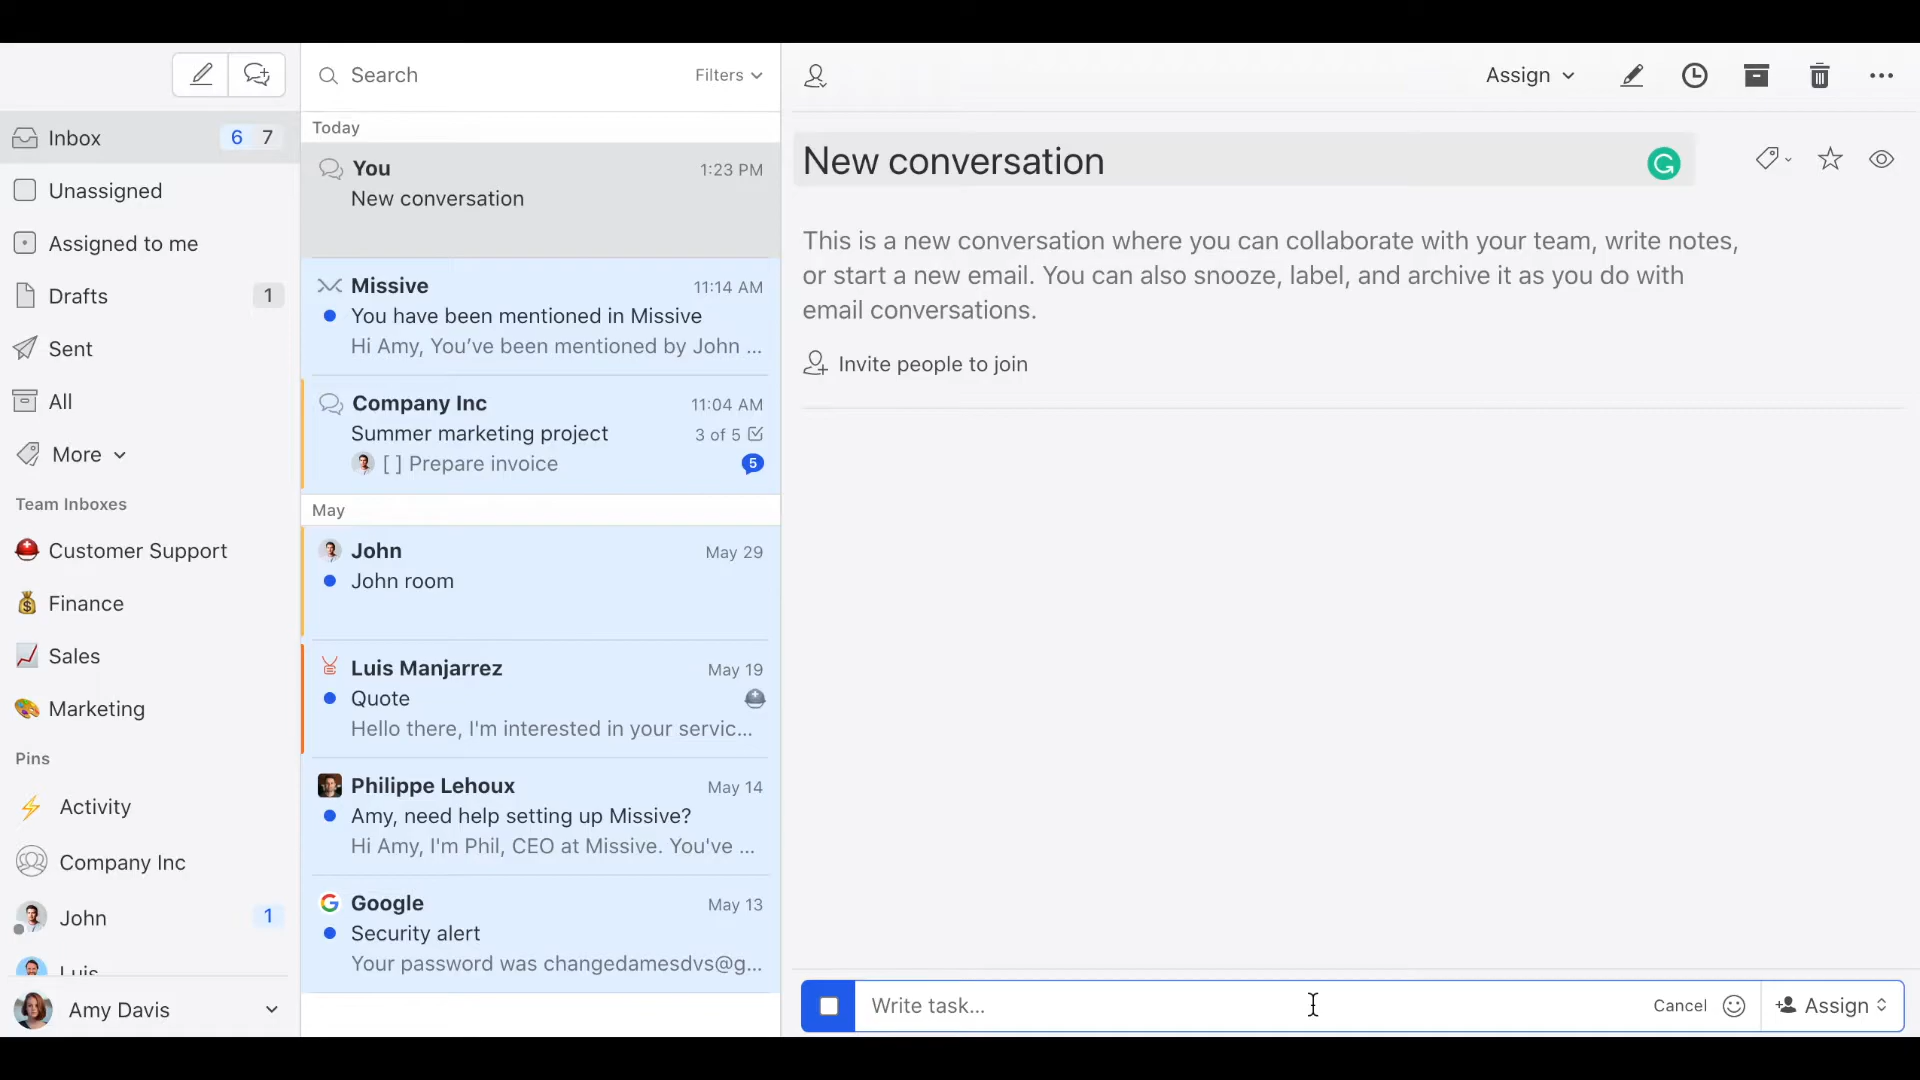 Inbox 6 7
Unassigned
Assigned to me
Drafts 1
Sent
All
More
Team Inboxes
Customer Support
Finance
Sales
Marketing
Pins
Activity
Company Inc
John 1
Luis
Amy Davis
Search Filters
Today
You 1:23 PM
New conversation
Missive 11:14 AM
You have been mentioned in Missive
Hi Amy, You’ve been mentioned by John ...
Company Inc 11:04 AM
Summer marketing project 3 of 5
[ ] Prepare invoice 5
May
John May 29
John room
Luis Manjarrez May 19
Quote
Hello there, I'm interested in your servic...
Philippe Lehoux May 14
Amy, need help setting up Missive?
Hi Amy, I'm Phil, CEO at Missive. You've ...
Google May 13
Security alert
Your password was changedamesdvs@g...
Assign
New conversation
This is a new conversation where you can collaborate with your team, write notes,
or start a new email. You can also snooze, label, and archive it as you do with
email conversations.
Invite people to join
Write task... Cancel Assign